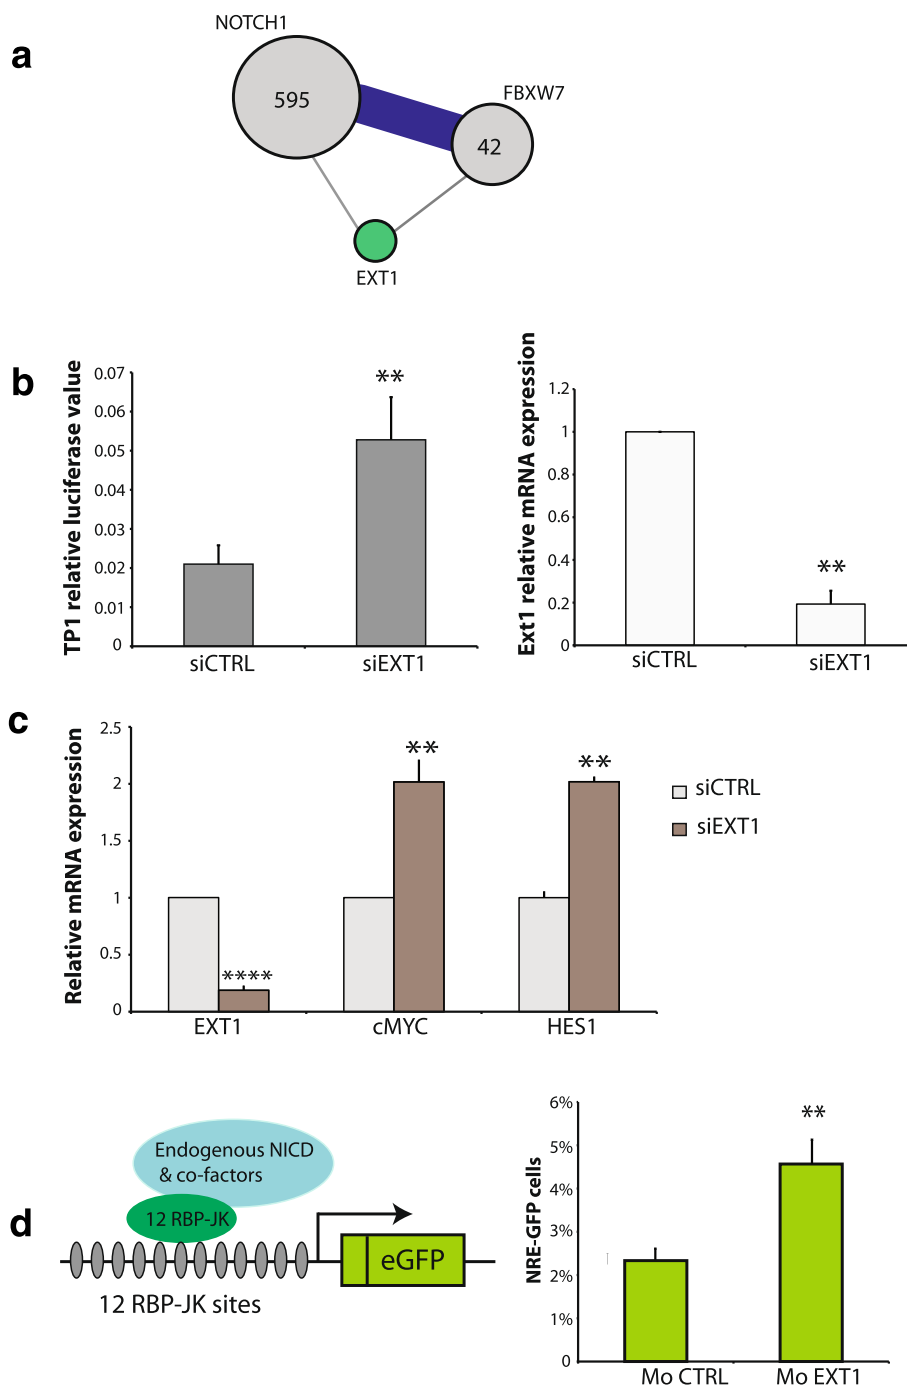 a
NOTCH1
595
FBXW7
42
EXT1
b
TP1 relative luciferase value
0.07
0.06
0.05
0.04
0.03
0.02
0.01
0
**
siCTRL
siEXT1
Ext1 relative mRNA expression
1.2
1
0.8
0.6
0.4
0.2
0
**
siCTRL
siEXT1
c
Relative mRNA expression
2.5
2
1.5
1
0.5
0
****
**
**
EXT1
cMYC
HES1
siCTRL
siEXT1
d
Endogenous NICD
& co-factors
12 RBP-JK
eGFP
12 RBP-JK sites
NRE-GFP cells
6%
5%
4%
3%
2%
1%
0
**
Mo CTRL
Mo EXT1